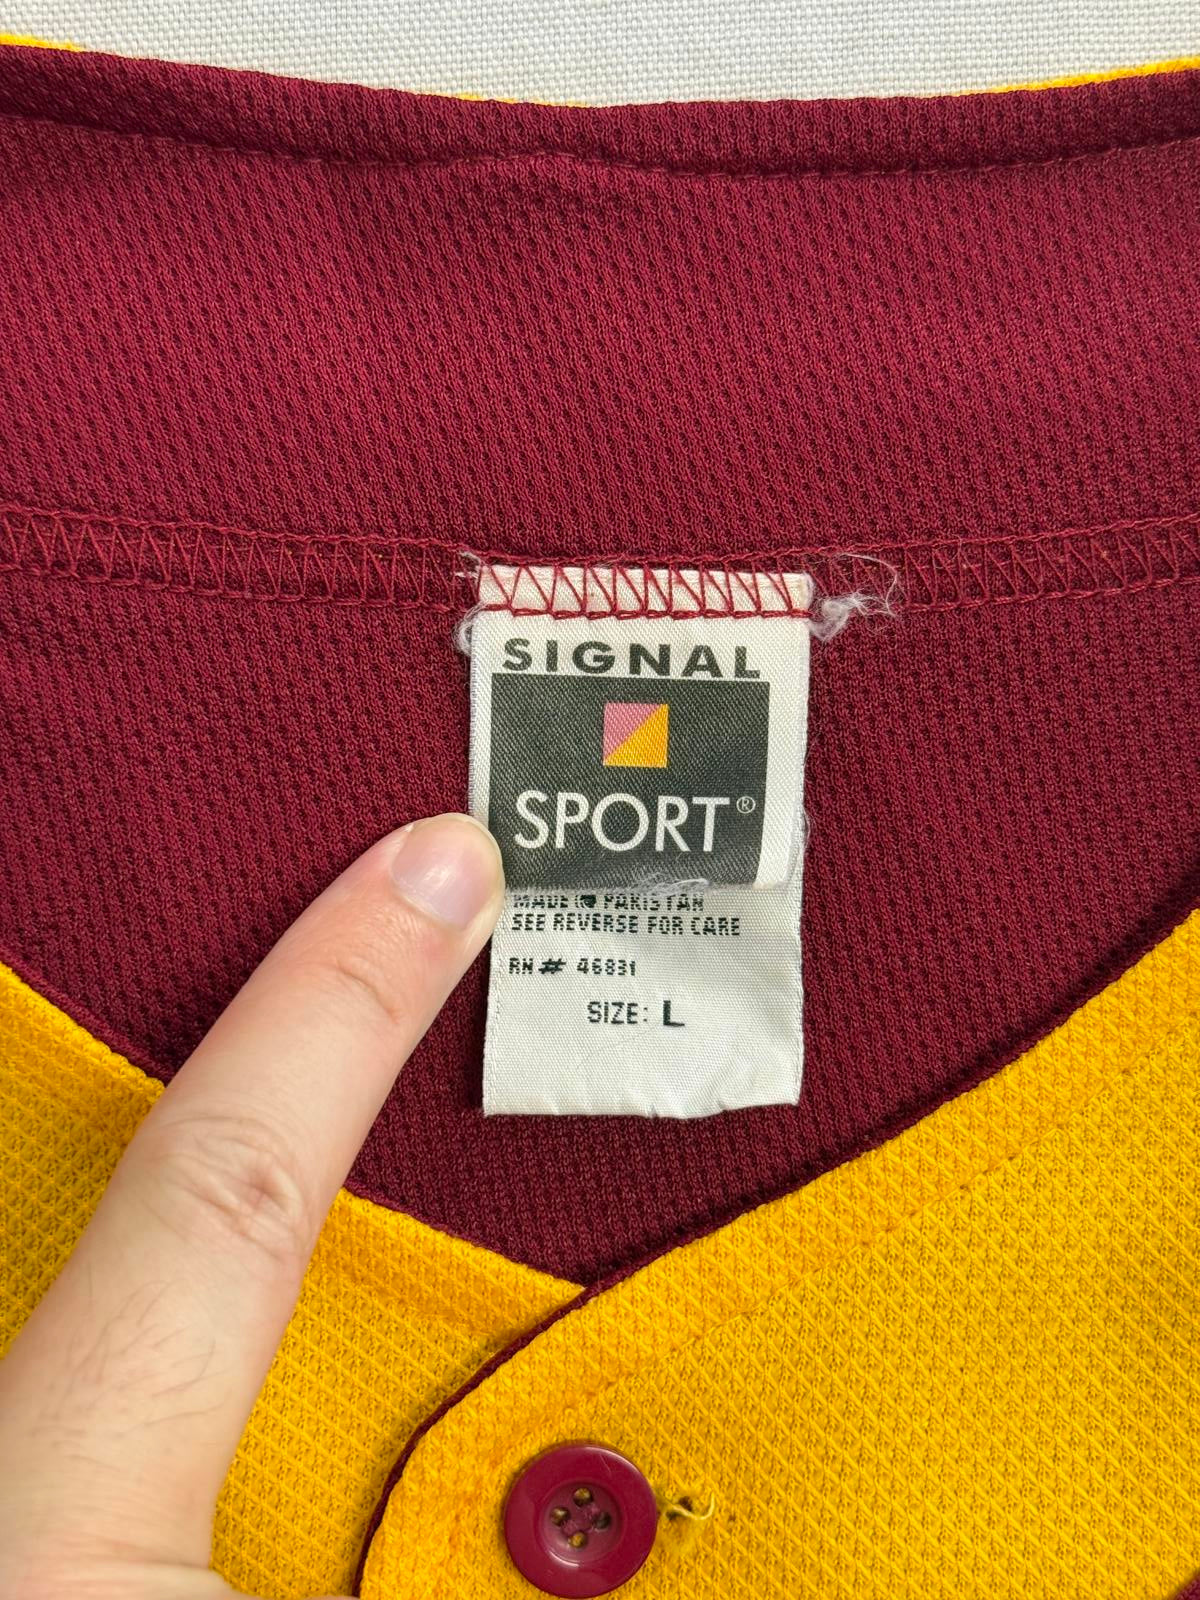 SIGNAL
SPORT®
MADE IN PAKISTAN
SEE REVERSE FOR CARE
RN # 46831
SIZE: L